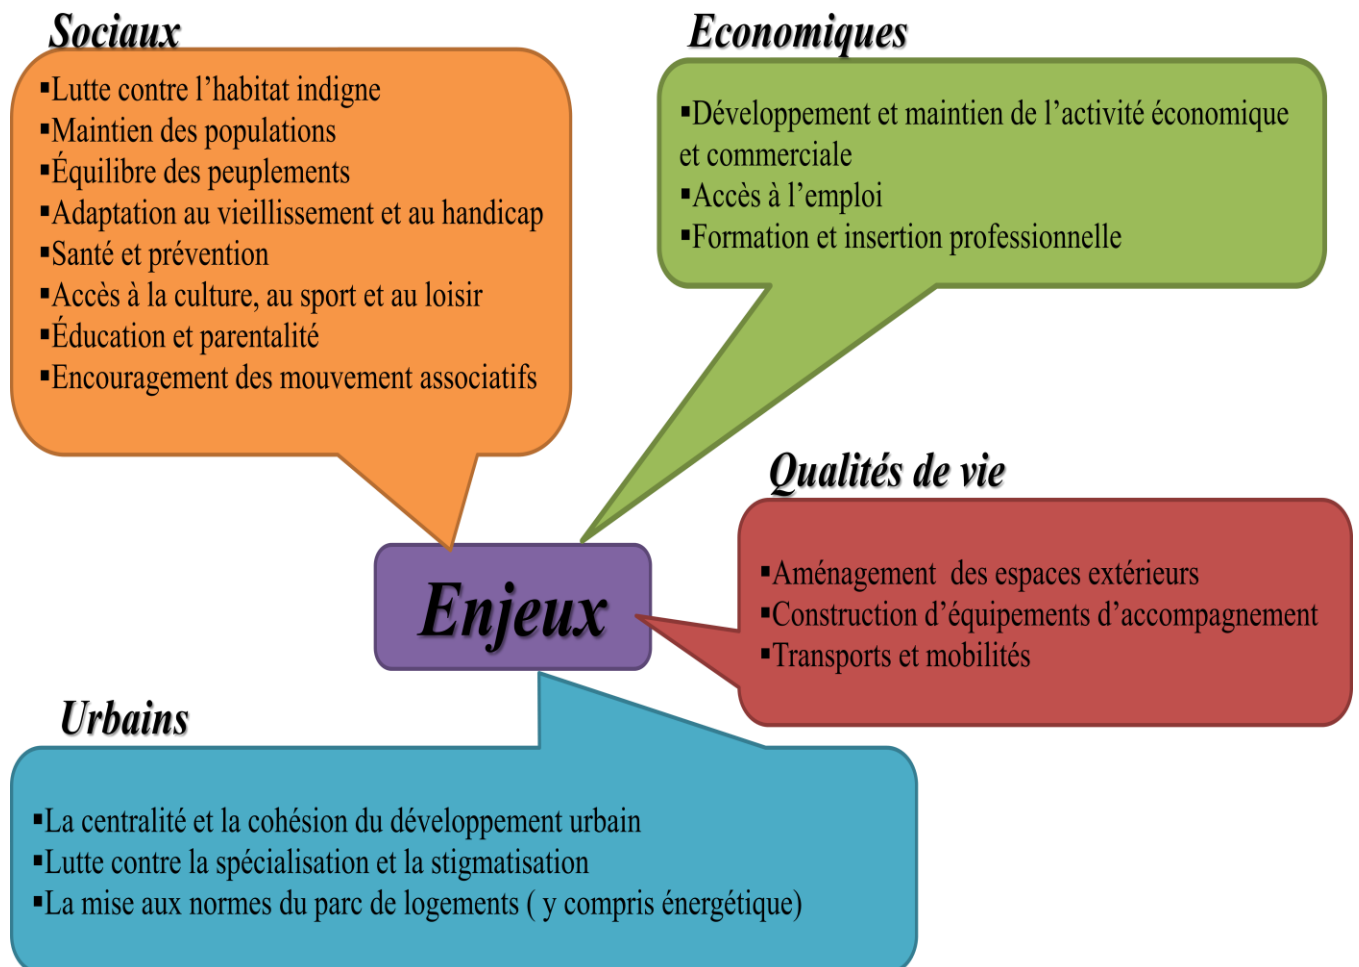 Sociaux
▪Lutte contre l’habitat indigne
▪Maintien des populations
▪Équilibre des peuplements
▪Adaptation au vieillissement et au handicap
▪Santé et prévention
▪Accès à la culture, au sport et au loisir
▪Éducation et parentalité
▪Encouragement des mouvement associatifs
Economiques
▪Développement et maintien de l’activité économique
et commerciale
▪Accès à l’emploi
▪Formation et insertion professionnelle
Qualités de vie
▪Aménagement  des espaces extérieurs
▪Construction d’équipements d’accompagnement
▪Transports et mobilités
Enjeux
Urbains
▪La centralité et la cohésion du développement urbain
▪Lutte contre la spécialisation et la stigmatisation
▪La mise aux normes du parc de logements ( y compris énergétique)